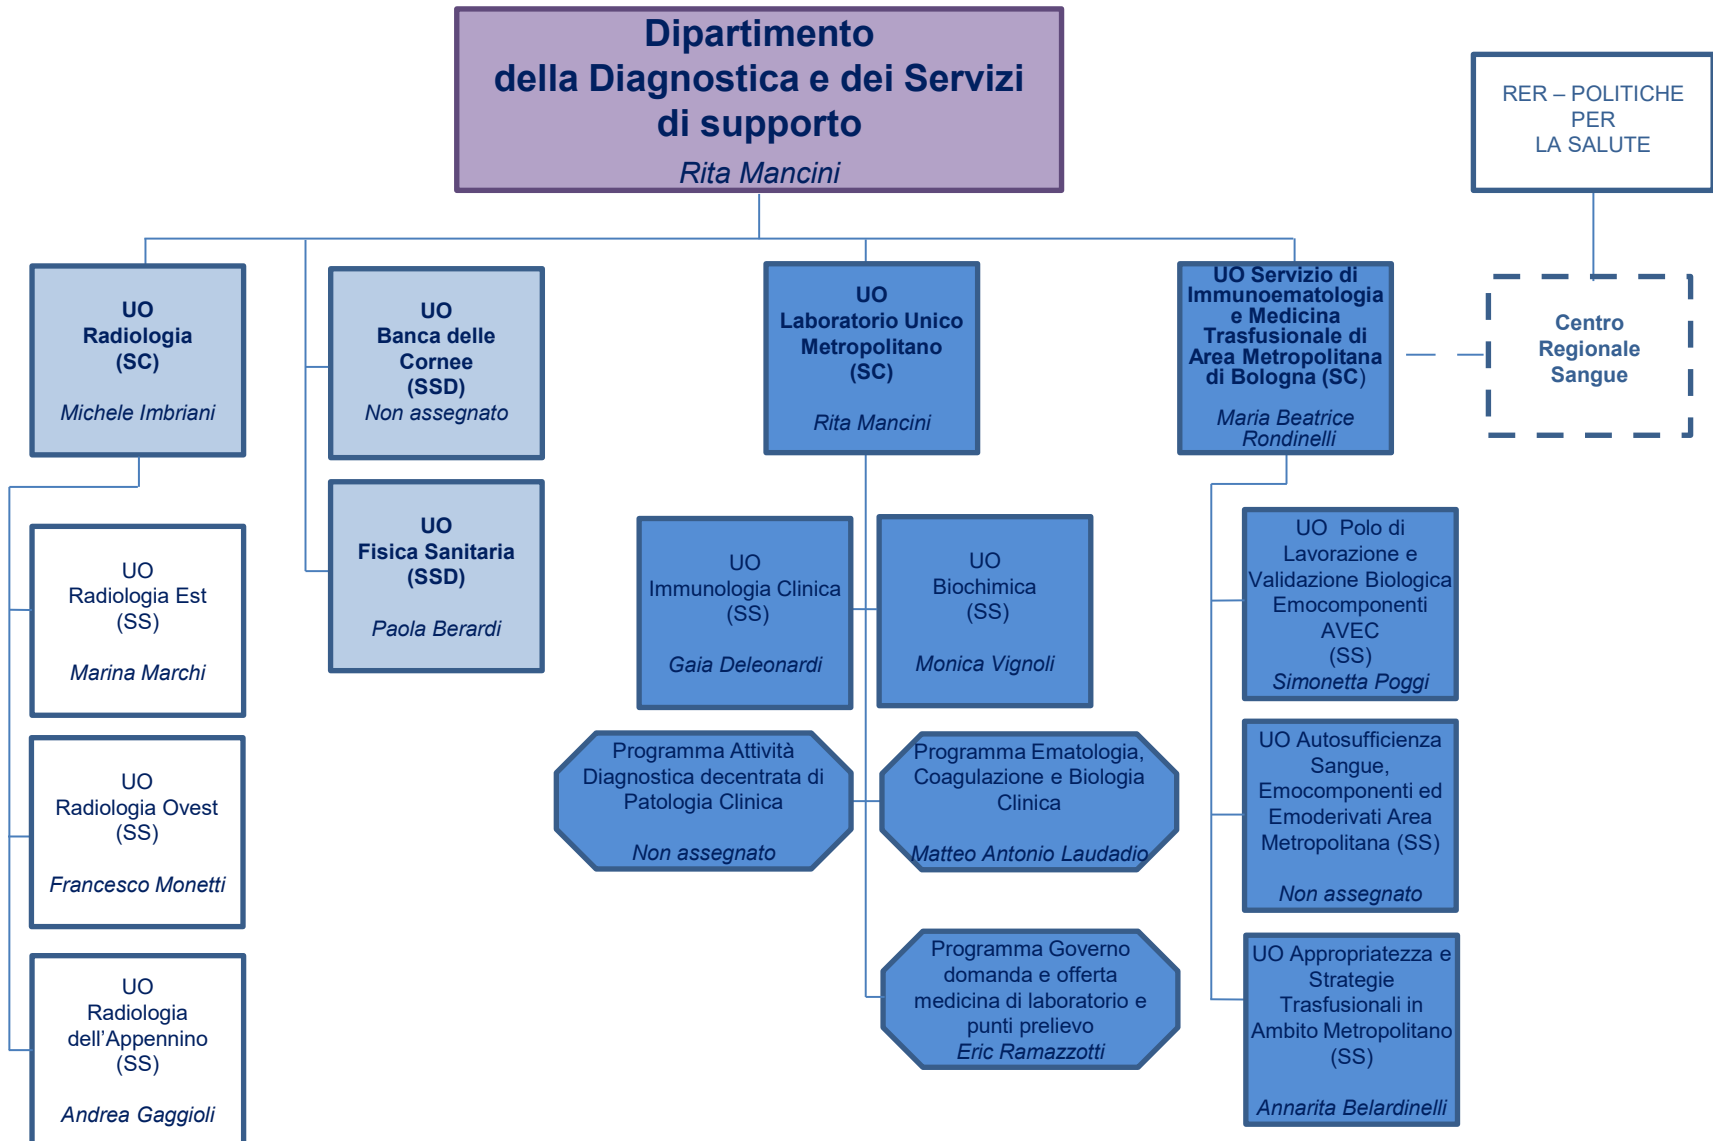 Dipartimento
della Diagnostica e dei Servizi
di supporto
Rita Mancini
RER – POLITICHE
PER
LA SALUTE
UO
Radiologia
(SC)
Michele Imbriani
UO
Banca delle
Cornee
(SSD)
Non assegnato
UO
Laboratorio Unico
Metropolitano
(SC)
Rita Mancini
UO Servizio di
Immunoematologia
e Medicina
Trasfusionale di
Area Metropolitana
di Bologna (SC)
Maria Beatrice
Rondinelli
Centro
Regionale
Sangue
UO
Fisica Sanitaria
(SSD)
Paola Berardi
UO
Radiologia Est
(SS)
Marina Marchi
UO
Radiologia Ovest
(SS)
Francesco Monetti
UO
Radiologia
dell’Appennino
(SS)
Andrea Gaggioli
UO
Immunologia Clinica
(SS)
Gaia Deleonardi
UO
Biochimica
(SS)
Monica Vignoli
Programma Attività
Diagnostica decentrata di
Patologia Clinica
Non assegnato
Programma Ematologia,
Coagulazione e Biologia
Clinica
Matteo Antonio Laudadio
Programma Governo
domanda e offerta
medicina di laboratorio e
punti prelievo
Eric Ramazzotti
UO Polo di
Lavorazione e
Validazione Biologica
Emocomponenti
AVEC
(SS)
Simonetta Poggi
UO Autosufficienza
Sangue,
Emocomponenti ed
Emoderivati Area
Metropolitana (SS)
Non assegnato
UO Appropriatezza e
Strategie
Trasfusionali in
Ambito Metropolitano
(SS)
Annarita Belardinelli